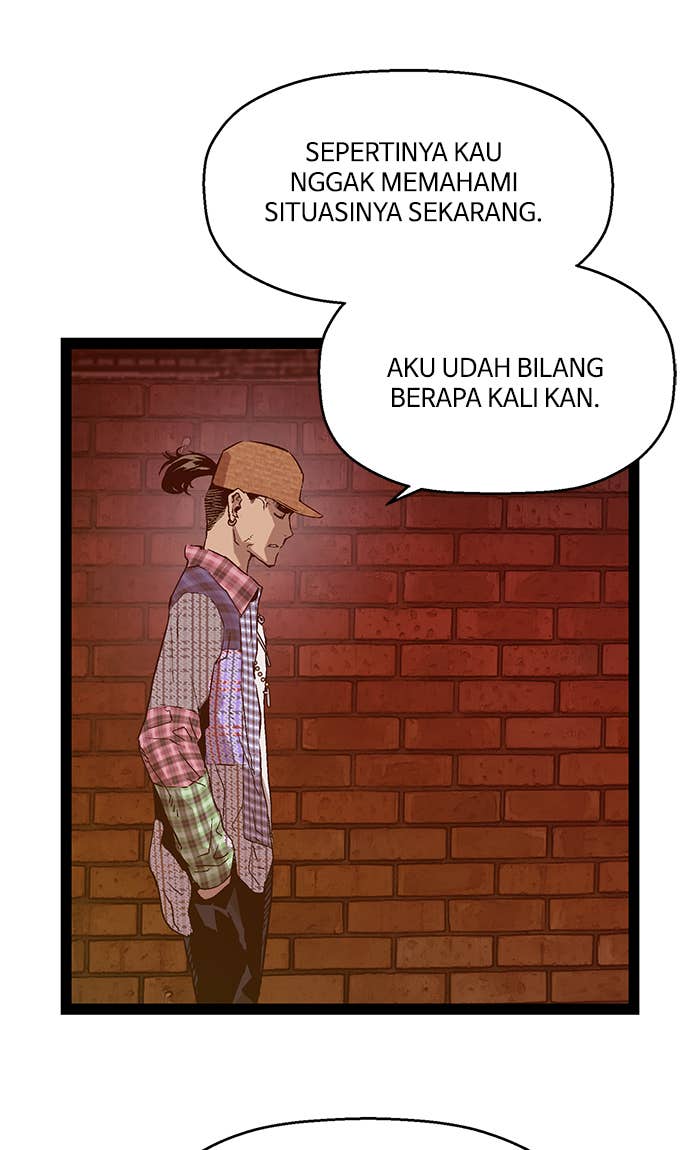 SEPERTINYA KAU
NGGAK MEMAHAMI
SITUASINYA SEKARANG.
AKU UDAH BILANG
BERAPA KALI KAN.